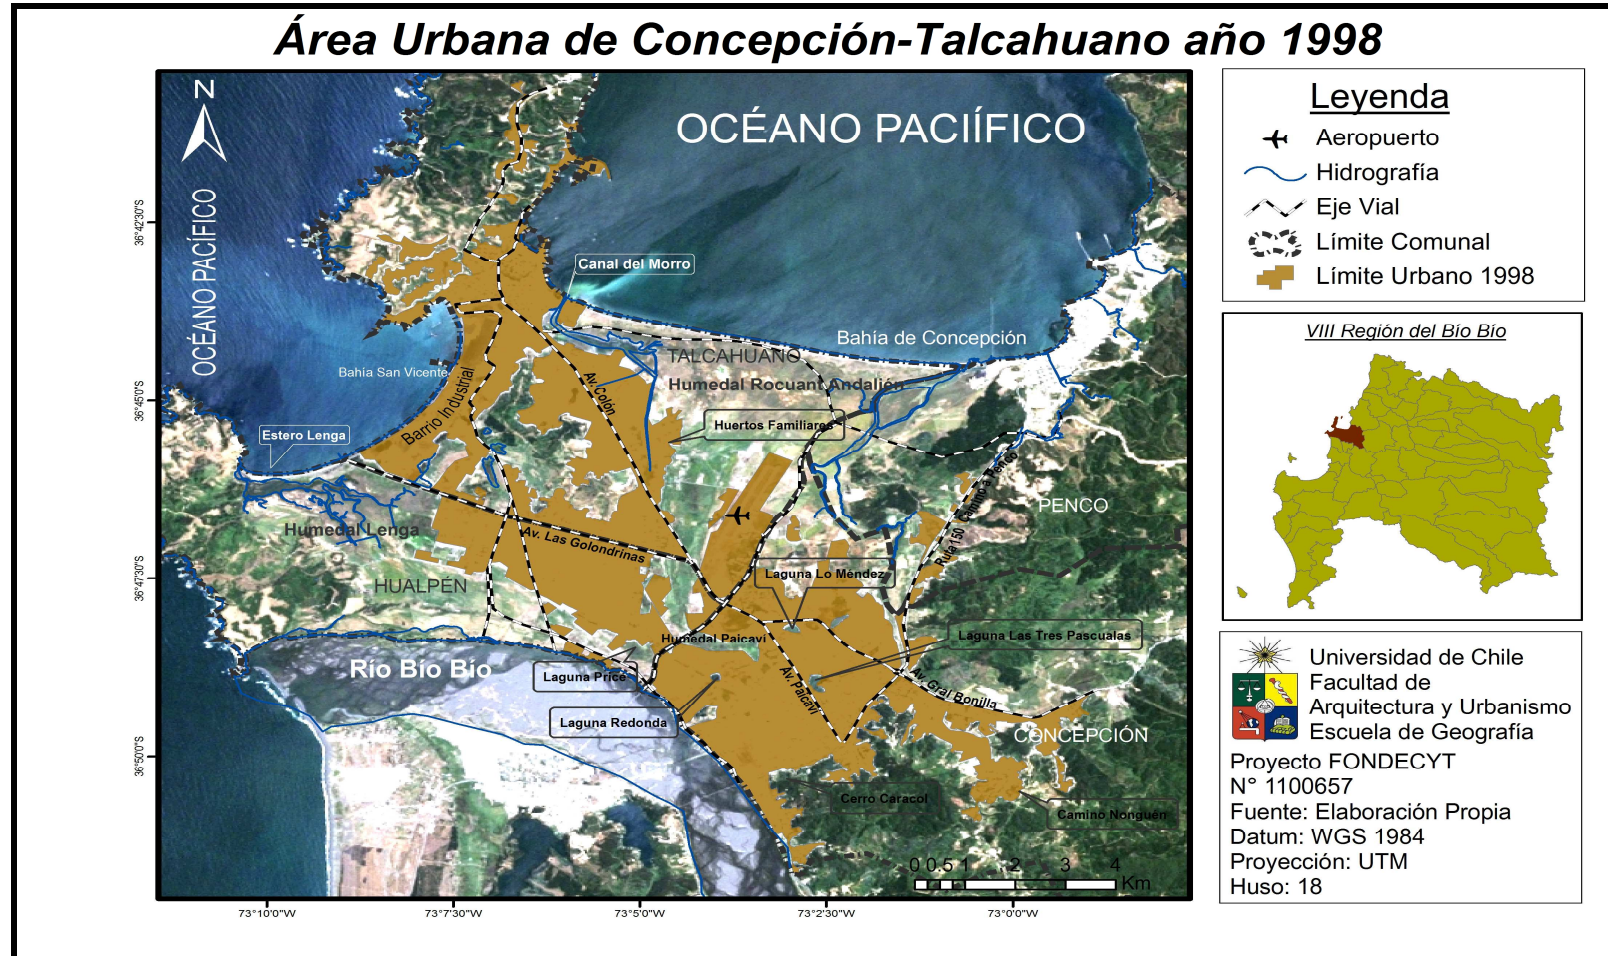 Área Urbana de Concepción-Talcahuano año 1998
N
OCÉANO PACIÍFICO
OCÉANO PACÍFICO
Canal del Morro
Bahía de Concepción
TALCAHUANO
Bahía San Vicente
Humedal Rocuant Andalién
Av. Colón
Barrio Industrial
Huertos Familiares
Estero Lenga
Ruta 150 Camino a Penco
PENCO
Humedal Lenga
Av. Las Golondrinas
Laguna Lo Méndez
HUALPÉN
Humedal Paicaví
Laguna Las Tres Pascualas
Río Bío Bío
Laguna Pricé
Av. Paicaví
Av Gral Bonilla
Laguna Redonda
CONCEPCIÓN
Cerro Caracol
Camino Nonguén
0 0.5 1 2 3 4
Km
36°42'30"S
36°45'0"S
36°47'30"S
36°50'0"S
73°10'0"W
73°7'30"W
73°5'0"W
73°2'30"W
73°0'0"W
Leyenda
Aeropuerto
Hidrografía
Eje Vial
Límite Comunal
Límite Urbano 1998
VIII Región del Bío Bío
Universidad de Chile
Facultad de
Arquitectura y Urbanismo
Escuela de Geografía
Proyecto FONDECYT
N° 1100657
Fuente: Elaboración Propia
Datum: WGS 1984
Proyección: UTM
Huso: 18